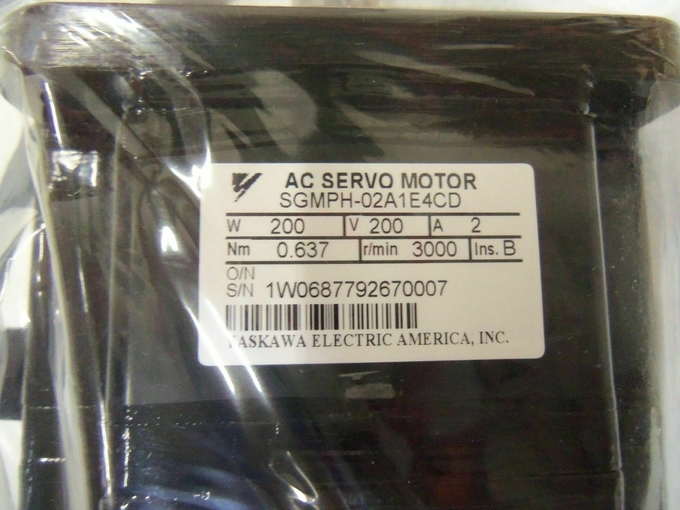 AC SERVO MOTOR
SGMPH-02A1E4CD
W 200 V 200 A 2
Nm 0.637 r/min 3000 Ins. B
O/N
S/N 1W0687792670007
YASKAWA ELECTRIC AMERICA, INC.